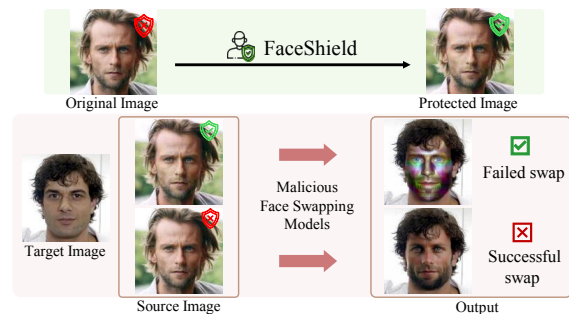 FaceShield
Original Image
Protected Image
Target Image
Malicious
Face Swapping
Models
Failed swap
Successful
swap
Source Image
Output